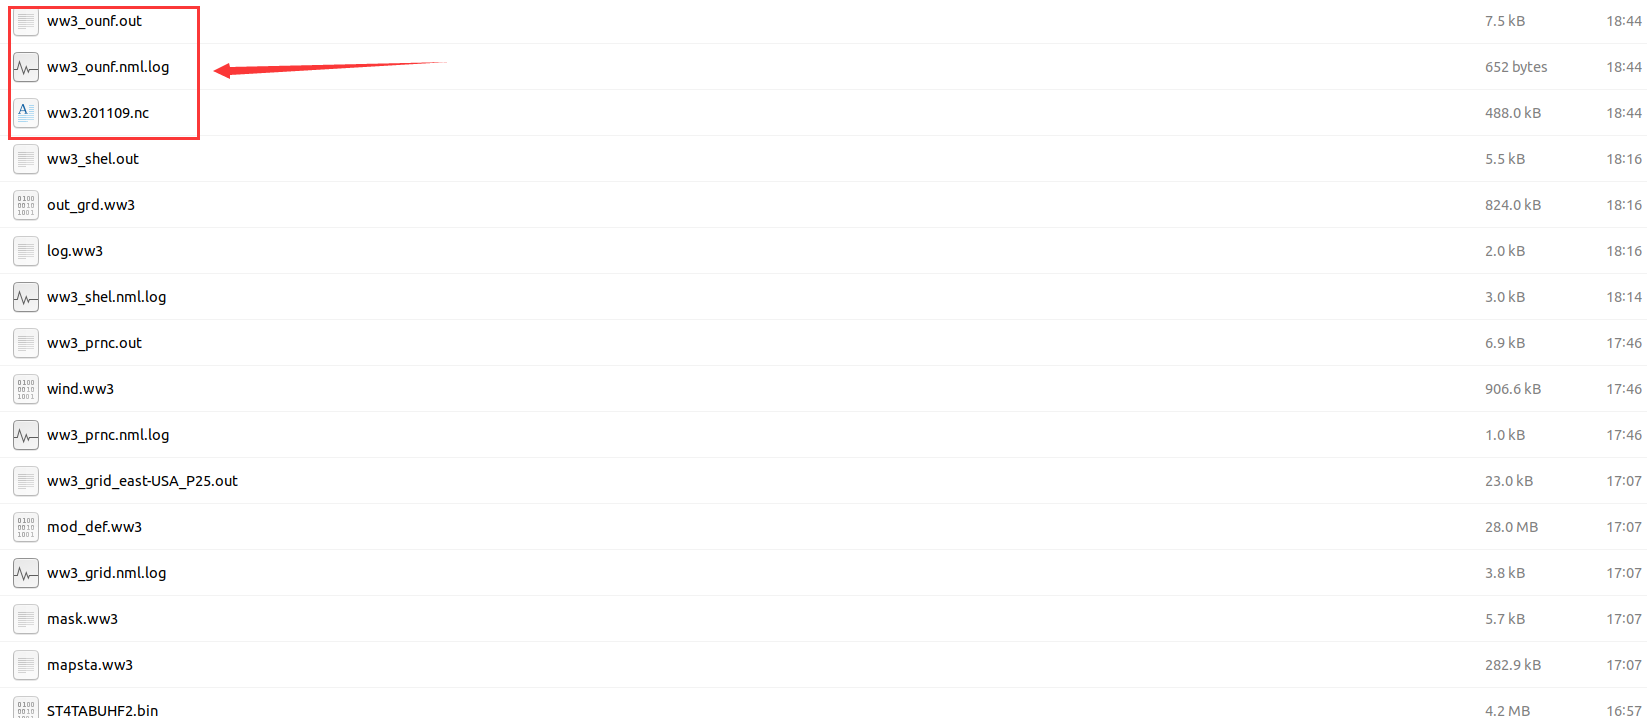 ww3_ounf.out 7.5 kB 18:44
ww3_ounf.nml.log 652 bytes 18:44
ww3.201109.nc 488.0 kB 18:44
ww3_shel.out 5.5 kB 18:16
out_grd.ww3 824.0 kB 18:16
log.ww3 2.0 kB 18:16
ww3_shel.nml.log 3.0 kB 18:14
ww3_prnc.out 6.9 kB 17:46
wind.ww3 906.6 kB 17:46
ww3_prnc.nml.log 1.0 kB 17:46
ww3_grid_east-USA_P25.out 23.0 kB 17:07
mod_def.ww3 28.0 MB 17:07
ww3_grid.nml.log 3.8 kB 17:07
mask.ww3 5.7 kB 17:07
mapsta.ww3 282.9 kB 17:07
ST4TABUHF2.bin 4.2 MB 16:57